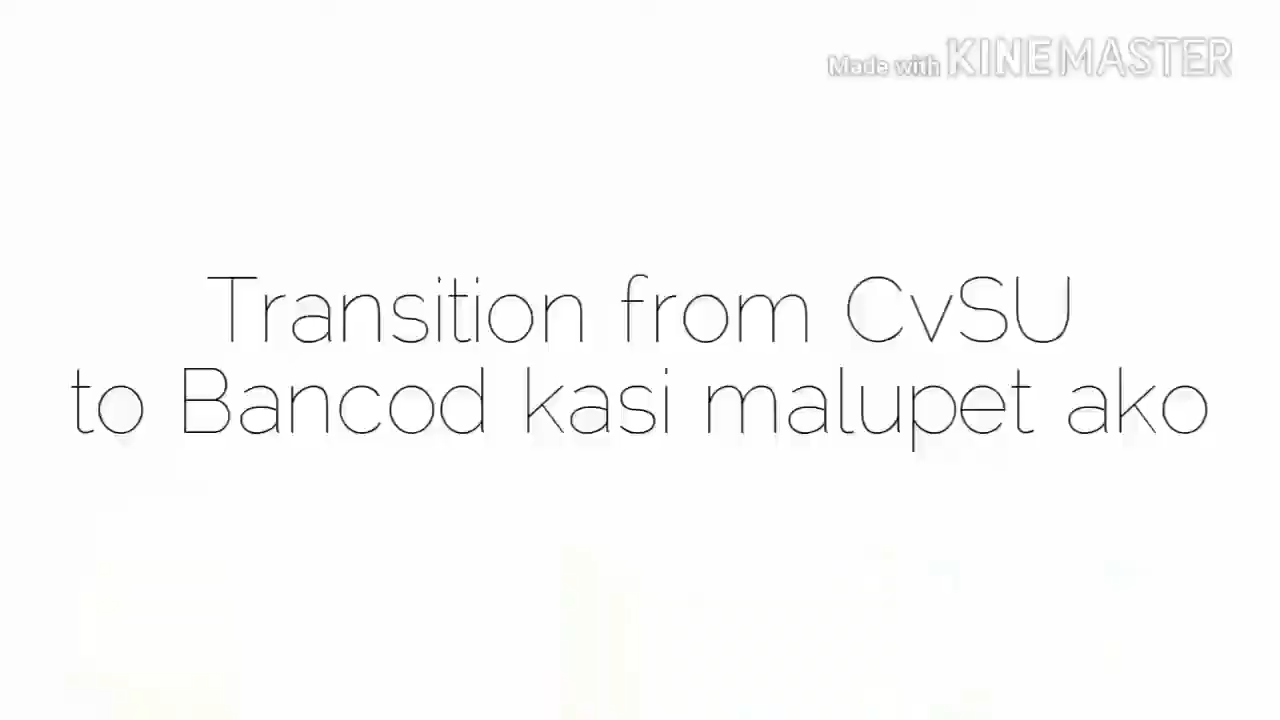 Made with KINEMASTER
Transition from CvSU
to Bancod kasi malupet ako